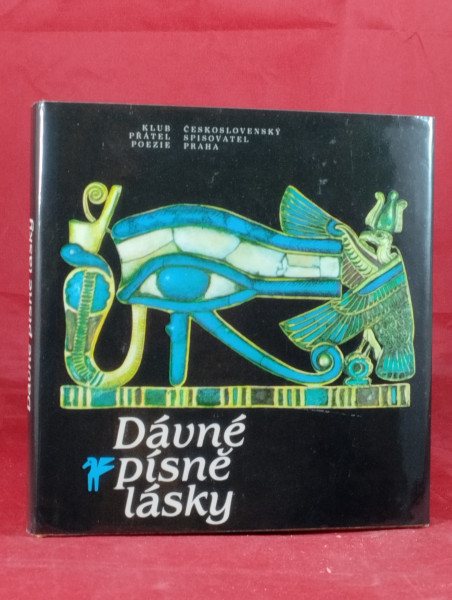 KLUB ČESKOSLOVENSKÝ
PŘÁTEL SPISOVATEL
POEZIE PRAHA
Dávné
písně
lásky
Dávné písně lásky